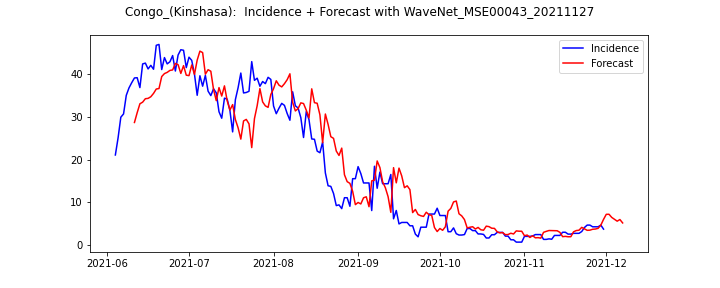 Congo_(Kinshasa):  Incidence + Forecast with WaveNet_MSE00043_20211127
Incidence
Forecast
40
30
20
10
0
2021-06 2021-07 2021-08 2021-09 2021-10 2021-11 2021-12